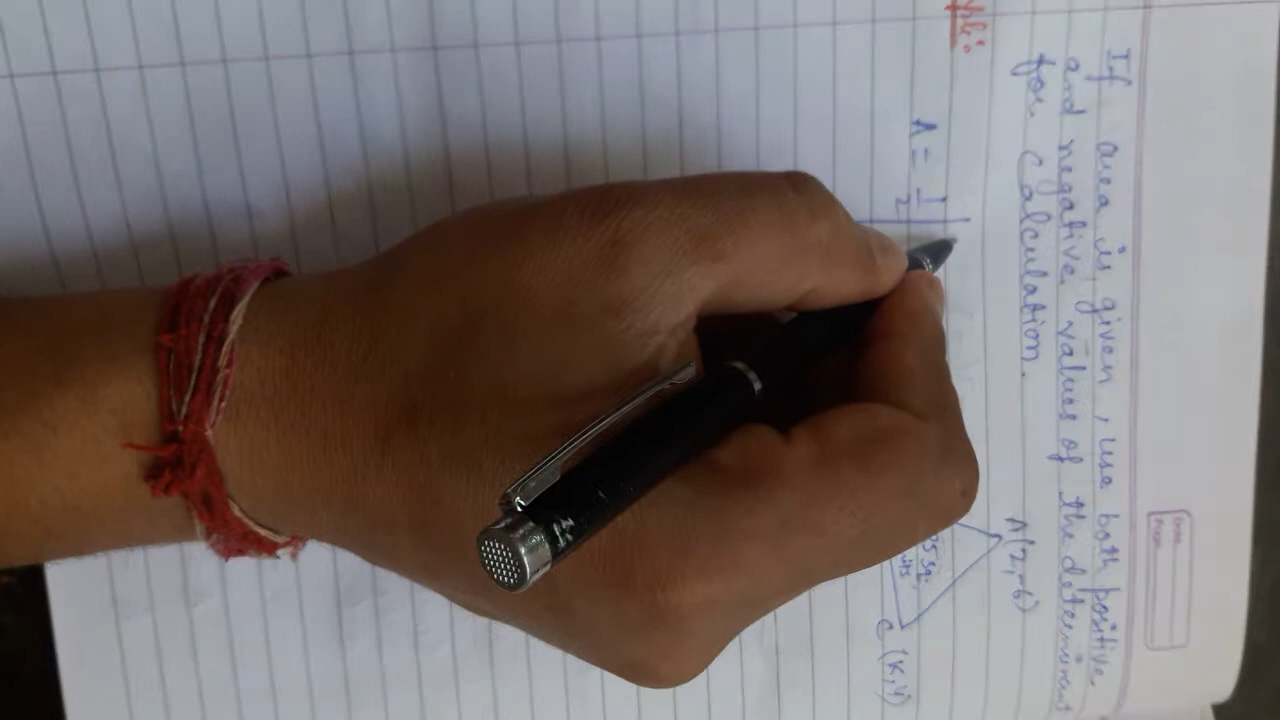 If area is given, use both positive
and negative values of the determinant
for calculation.
A(2,-6)
A = 1/2
C (K,4)